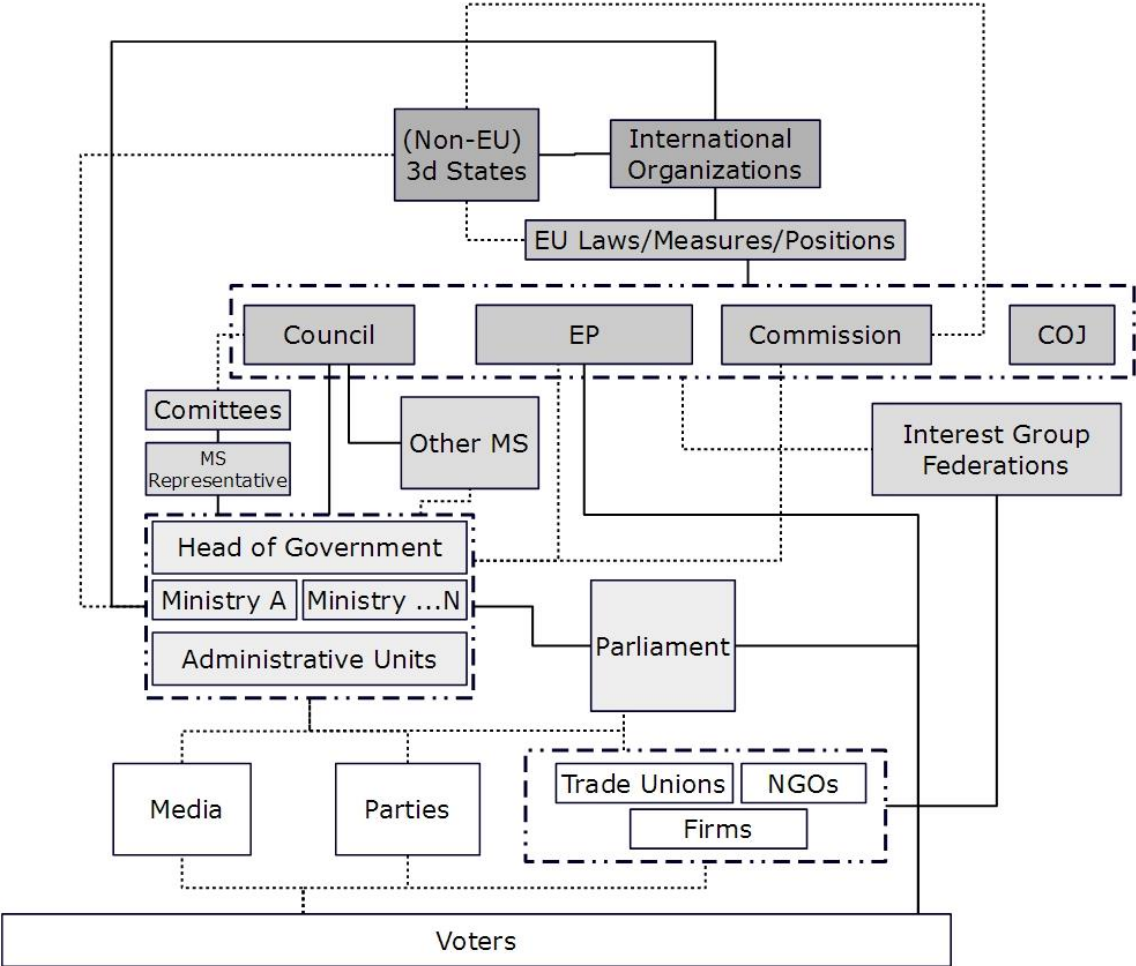 (Non-EU)
3d States
International
Organizations
EU Laws/Measures/Positions
Council
EP
Commission
COJ
Comittees
MS
Representative
Other MS
Interest Group
Federations
Head of Government
Ministry A
Ministry ...N
Administrative Units
Parliament
Media
Parties
Trade Unions
NGOs
Firms
Voters